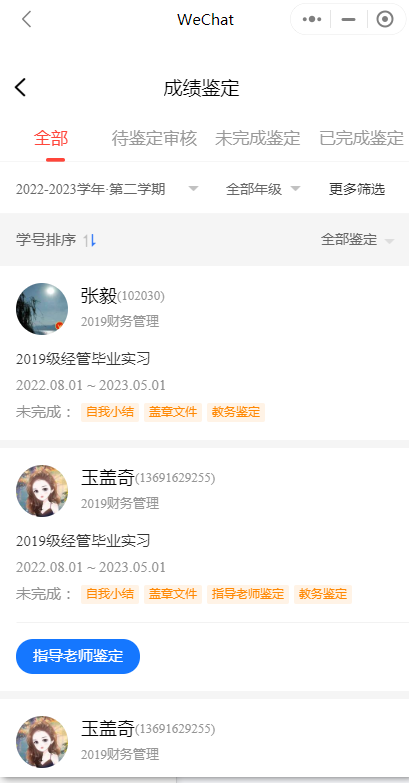 WeChat
成绩鉴定
全部 待鉴定审核 未完成鉴定 已完成鉴定
2022-2023学年·第二学期 全部年级 更多筛选
学号排序 全部鉴定
张毅(102030)
2019财务管理
2019级经管毕业实习
2022.08.01 ~ 2023.05.01
未完成： 自我小结 盖章文件 教务鉴定
玉盖奇(13691629255)
2019财务管理
2019级经管毕业实习
2022.08.01 ~ 2023.05.01
未完成： 自我小结 盖章文件 指导老师鉴定 教务鉴定
指导老师鉴定
玉盖奇(13691629255)
2019财务管理